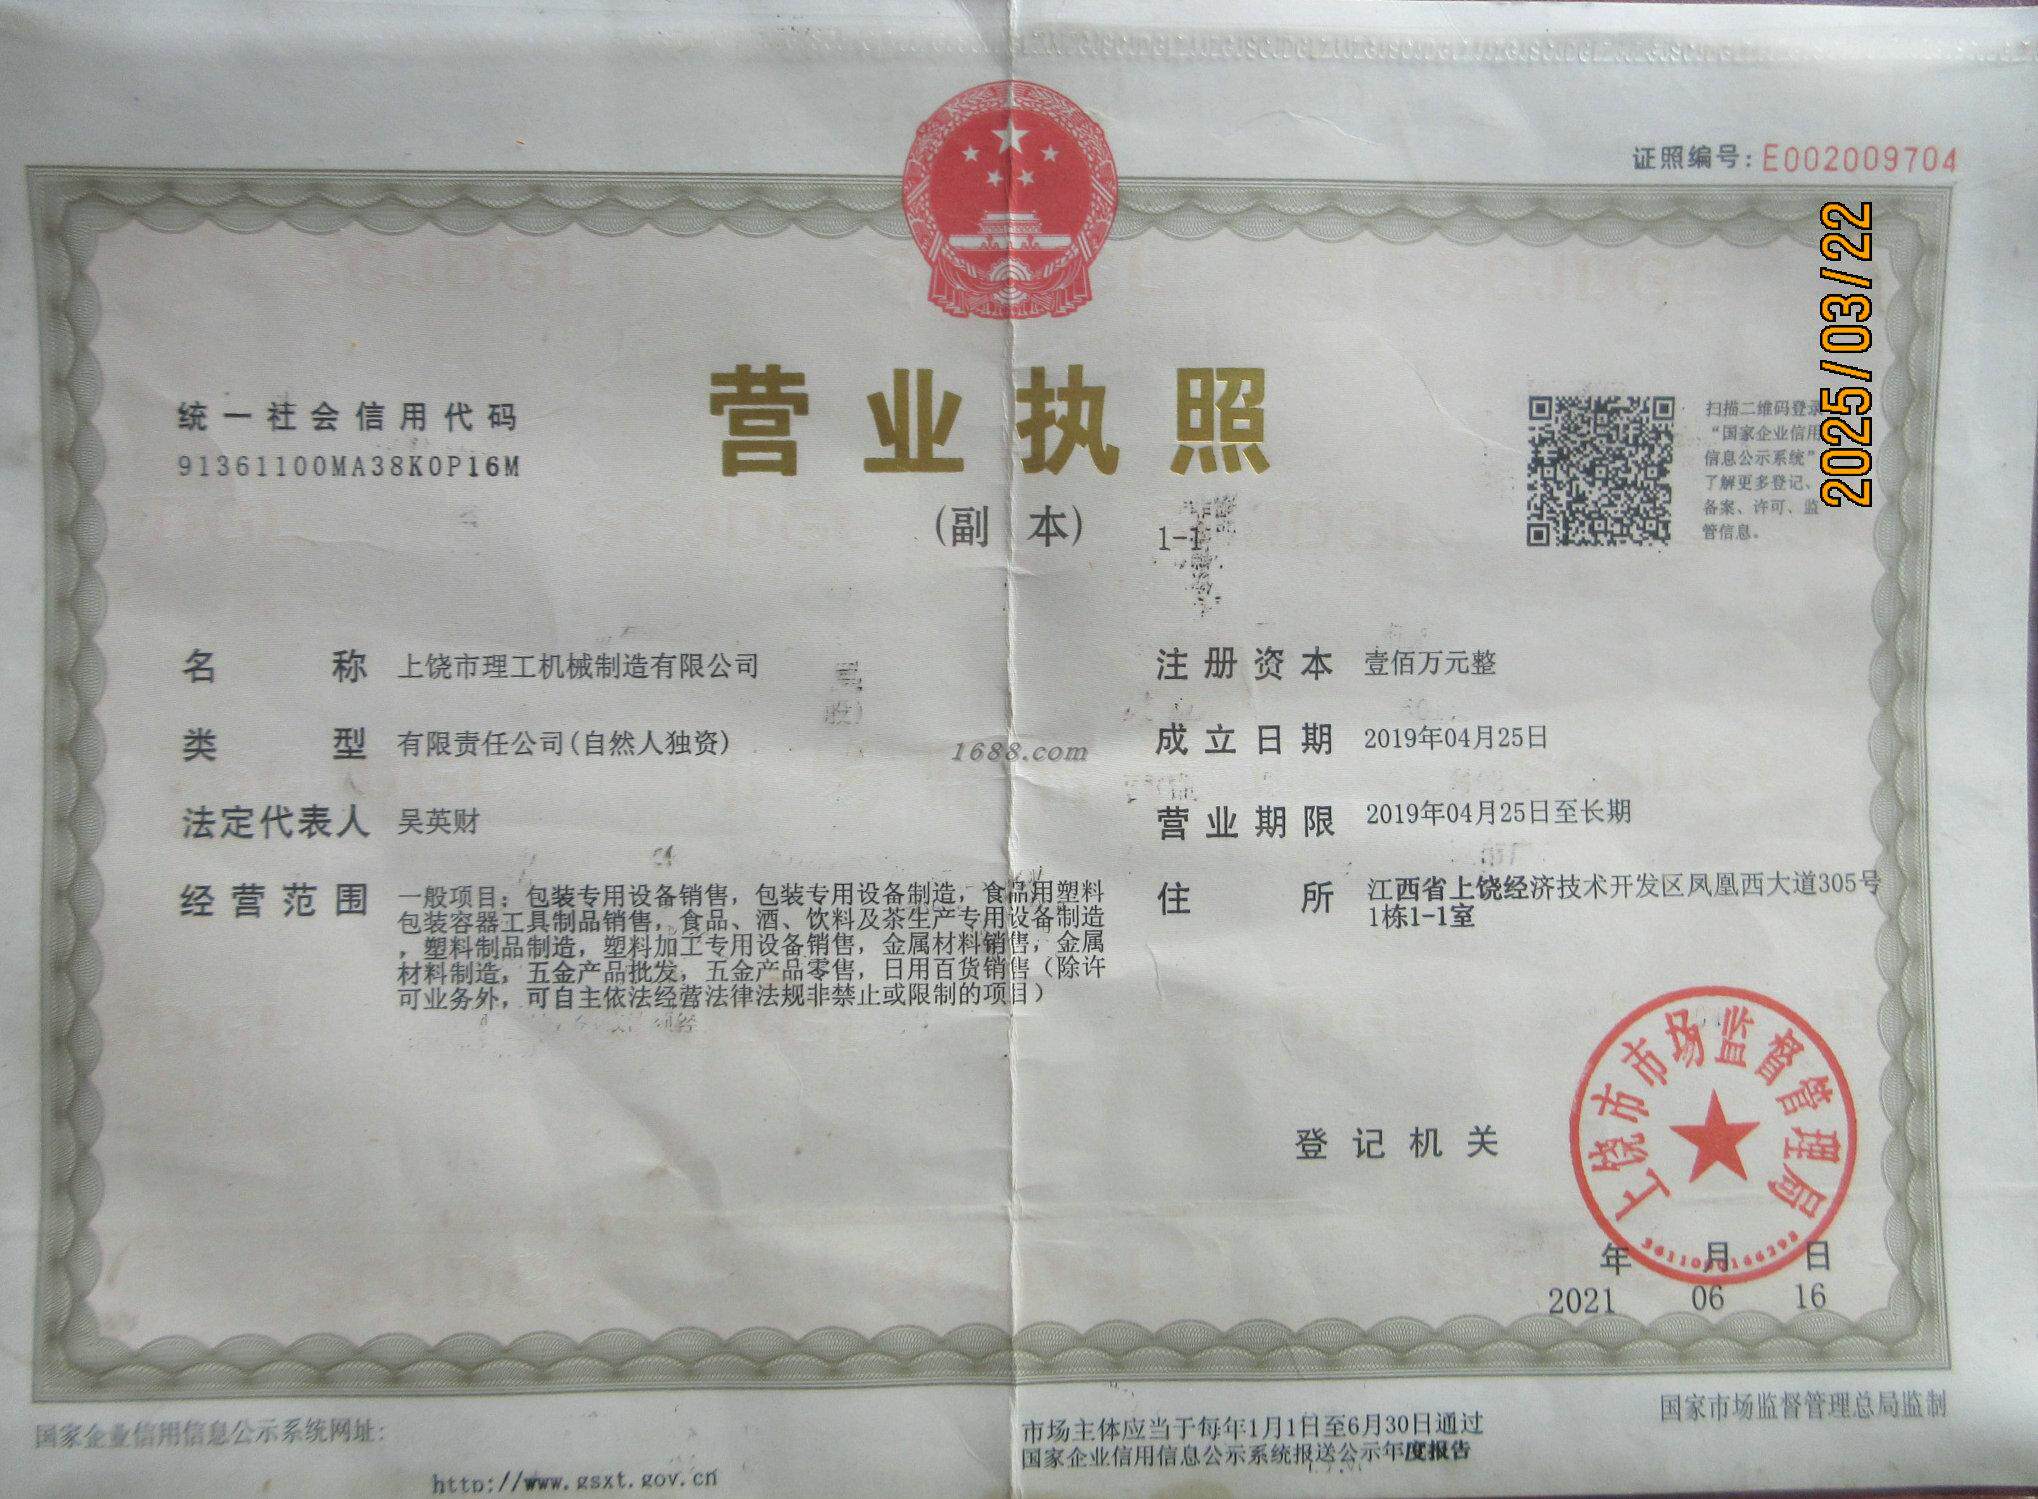 证照编号：E002009704
2025/03/22
统一社会信用代码
91361100MA38K0P16M
营业执照
（副 本） 1-1
扫描二维码登录
“国家企业信用
信息公示系统”
了解更多登记、
备案、许可、监
管信息。
名 称 上饶市理工机械制造有限公司
类 型 有限责任公司(自然人独资)
法定代表人 吴英财
经营范围 一般项目：包装专用设备销售，包装专用设备制造，食品用塑料
包装容器工具制品销售，食品、酒、饮料及茶生产专用设备制造
，塑料制品制造，塑料加工专用设备销售，金属材料销售，金属
材料制造，五金产品批发，五金产品零售，日用百货销售（除许
可业务外，可自主依法经营法律法规非禁止或限制的项目）
1688.com
注册资本 壹佰万元整
成立日期 2019年04月25日
营业期限 2019年04月25日至长期
住 所 江西省上饶经济技术开发区凤凰西大道305号
1栋1-1室
登记机关
上饶市市场监督管理局
年 月 日
2021 06 16
国家企业信用信息公示系统网址：
http://www.gsxt.gov.cn
市场主体应当于每年1月1日至6月30日通过
国家企业信用信息公示系统报送公示年度报告
国家市场监督管理总局监制